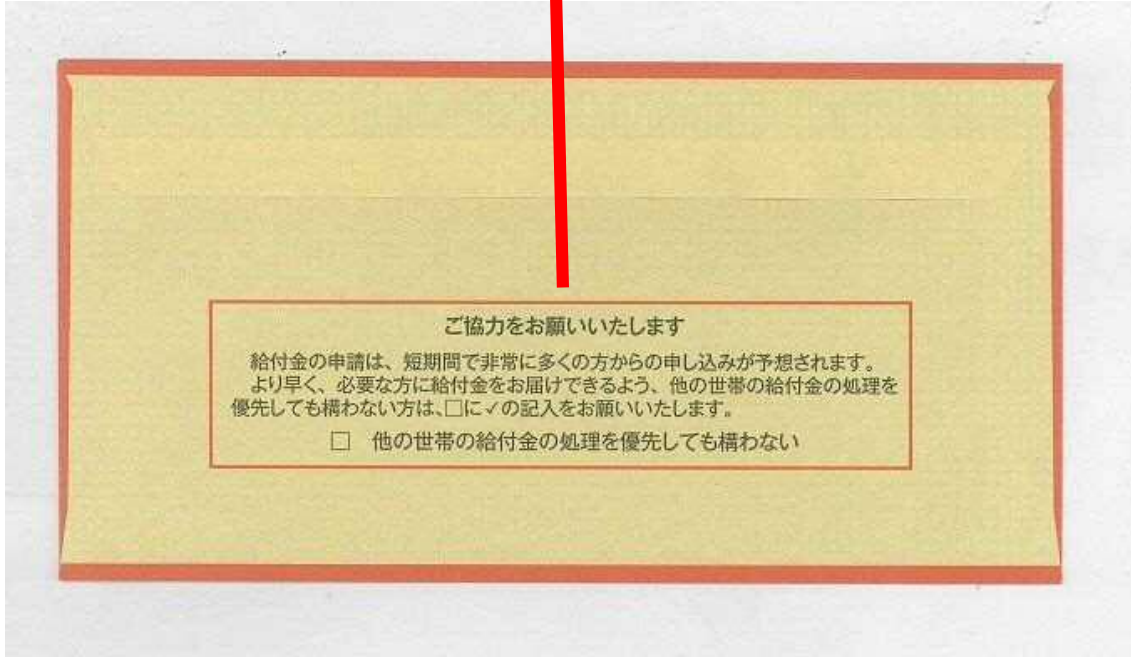 ご協力をお願いいたします
給付金の申請は、短期間で非常に多くの方からの申し込みが予想されます。
より早く、必要な方に給付金をお届けできるよう、他の世帯の給付金の処理を
優先しても構わない方は、□に✓の記入をお願いいたします。
□ 他の世帯の給付金の処理を優先しても構わない